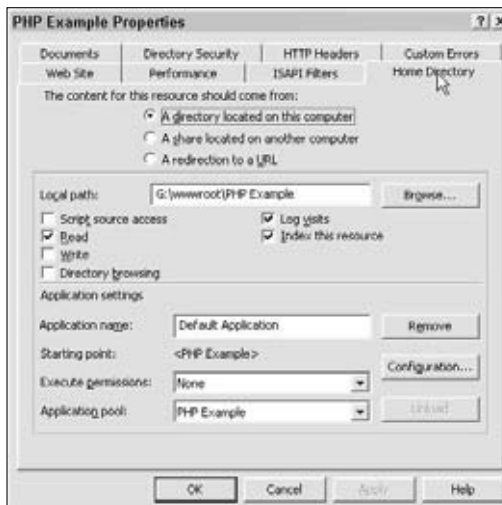 PHP Example Properties ? X
Documents Directory Security HTTP Headers Custom Errors
Web Site Performance ISAPI Filters Home Directory
The content for this resource should come from:
A directory located on this computer
A share located on another computer
A redirection to a URL
Local path: G:\wwwroot\PHP Example Browse...
Script source access Log visits
Read Index this resource
Write
Directory browsing
Application settings
Application name: Default Application Remove
Starting point: <PHP Example>
Configuration...
Execute permissions: None
Application pool: PHP Example Unload
OK Cancel Apply Help